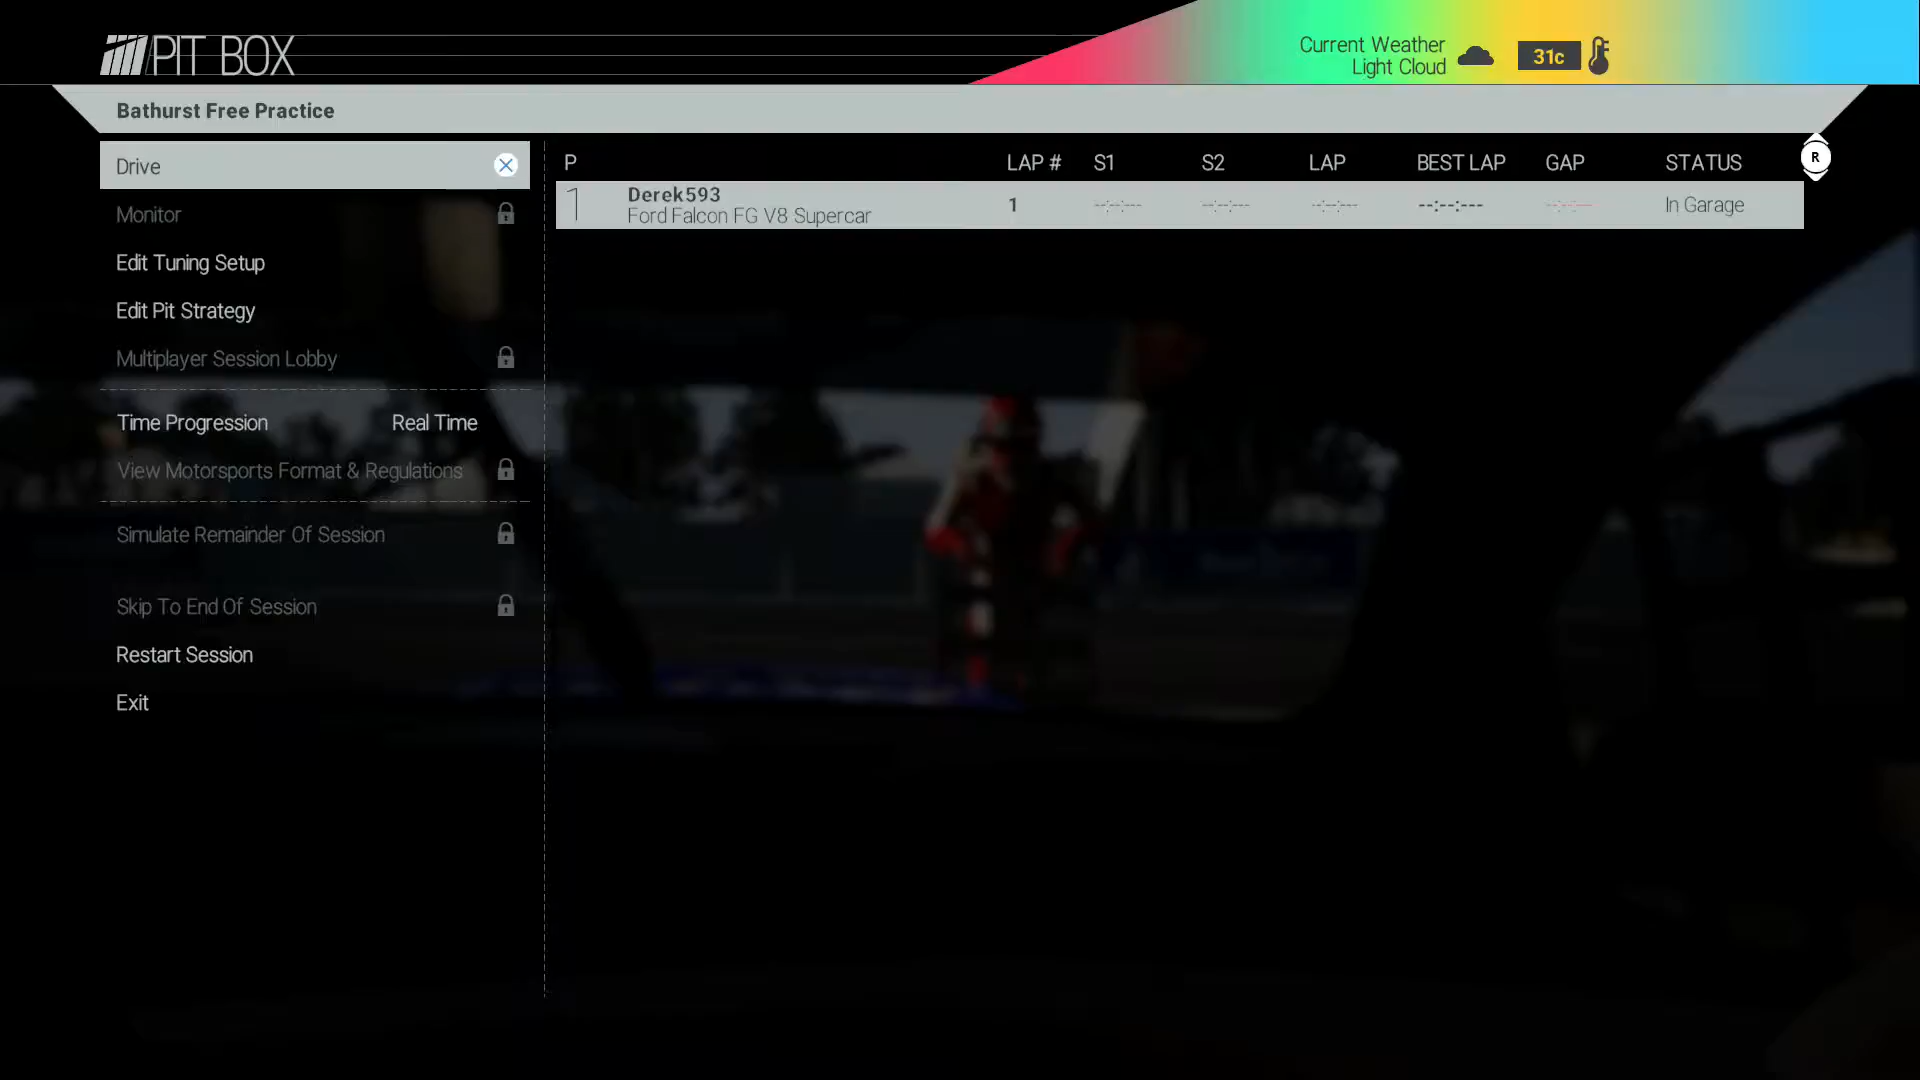 PIT BOX
Current Weather
Light Cloud
31c
Bathurst Free Practice
Drive
Monitor
Edit Tuning Setup
Edit Pit Strategy
Multiplayer Session Lobby
Time Progression Real Time
View Motorsports Format & Regulations
Simulate Remainder Of Session
Skip To End Of Session
Restart Session
Exit
P LAP # S1 S2 LAP BEST LAP GAP STATUS
R
1 Derek593
Ford Falcon FG V8 Supercar
1 --:--:--- --:--:--- --:--:--- --:--:--- --:--:--- In Garage